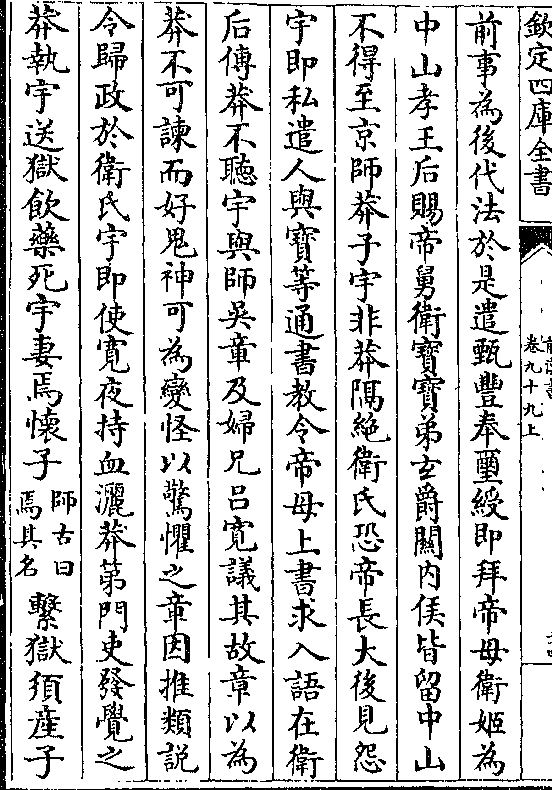 欽定四庫全書
卷九十九上
前事為後代法於是遣甄豐奉璽綬即拜帝母衛姬為
中山孝王后賜帝舅衛寶寶弟玄爵關內侯皆留中山
不得至京師莽子宇非莽隔絶衛氏恐帝長大後見怨
宇即私遣人與寶等通書教令帝母上書求入語在衛
后傳莽不聽宇與師吳章及婦兄吕寛議其故章以為
莽不可諫而好鬼神可為變怪以驚懼之章因推類説
令歸政於衛氏宇即使寛夜持血灑莽第門吏發覺之
莽執宇送獄飲藥死宇妻焉懷子師古曰焉其名繫獄須産子